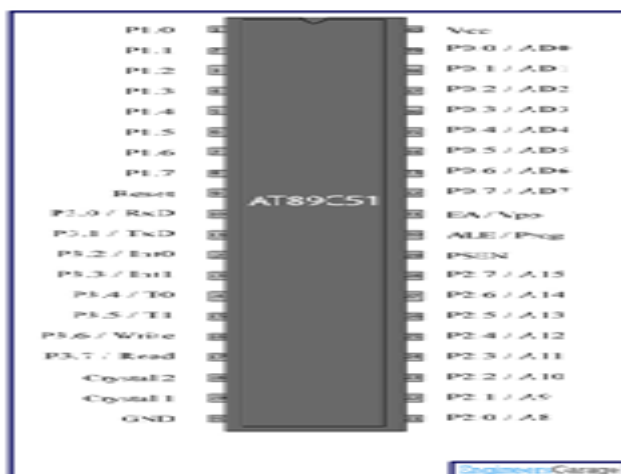 P1.0
P1.1
P1.2
P1.3
P1.4
P1.5
P1.6
P1.7
Reset
P3.0 / RxD
P3.1 / TxD
P3.2 / Int0
P3.3 / Int1
P3.4 / T0
P3.5 / T1
P3.6 / Write
P3.7 / Read
Crystal 2
Crystal 1
GND
AT89C51
Vcc
P0.0 / AD0
P0.1 / AD1
P0.2 / AD2
P0.3 / AD3
P0.4 / AD4
P0.5 / AD5
P0.6 / AD6
P0.7 / AD7
EA / Vpp
ALE / Prog
PSEN
P2.7 / A15
P2.6 / A14
P2.5 / A13
P2.4 / A12
P2.3 / A11
P2.2 / A10
P2.1 / A9
P2.0 / A8
EngineersGarage